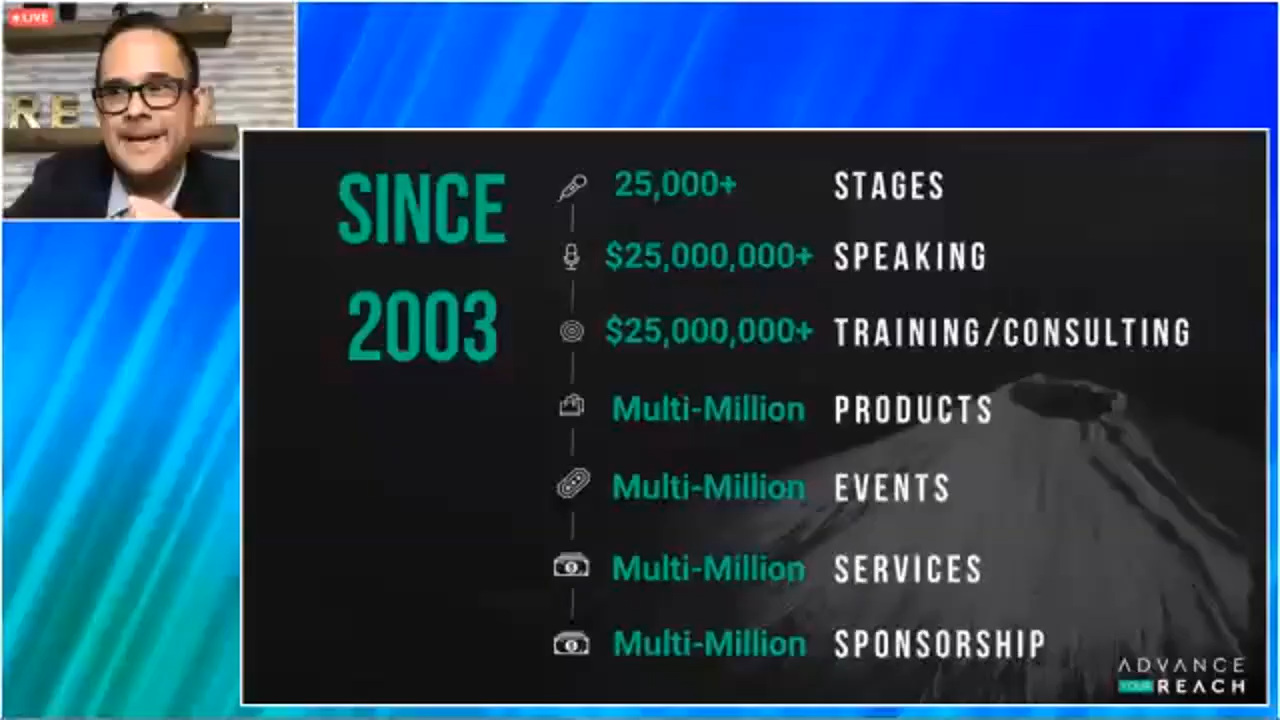 LIVE
RE
SINCE
2003
25,000+ STAGES
$25,000,000+ SPEAKING
$25,000,000+ TRAINING/CONSULTING
Multi-Million PRODUCTS
Multi-Million EVENTS
Multi-Million SERVICES
Multi-Million SPONSORSHIP
ADVANCE
YOUR REACH